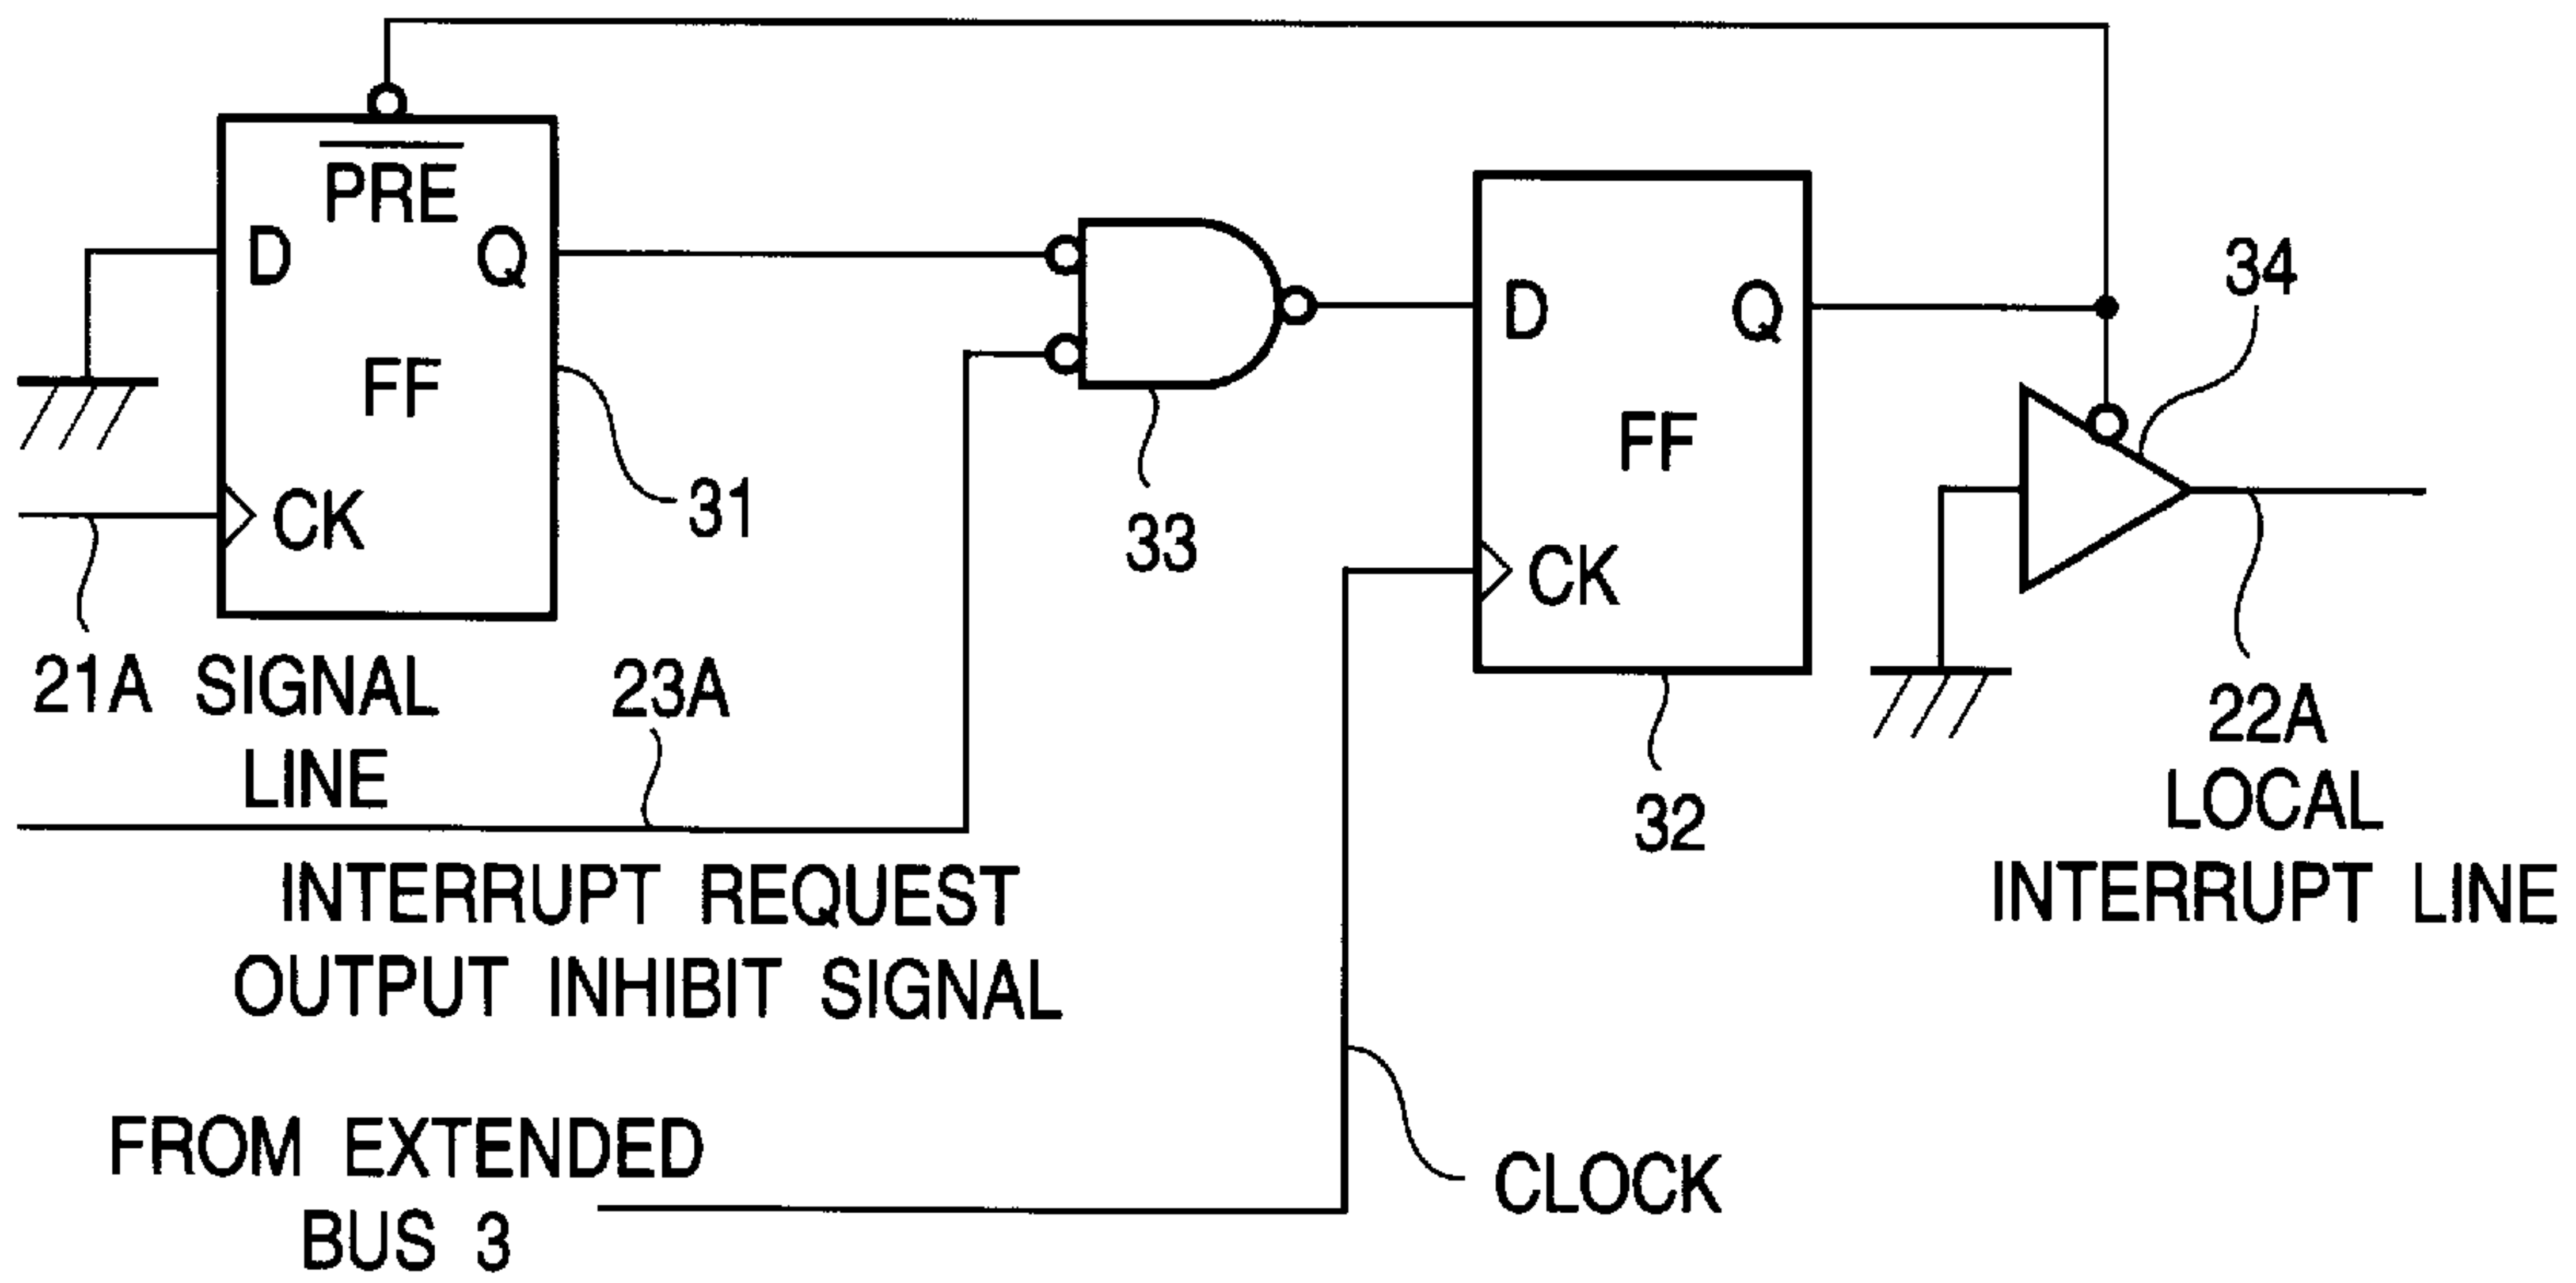 PRE
D
Q
FF
CK
31
21A SIGNAL
LINE
23A
INTERRUPT REQUEST
OUTPUT INHIBIT SIGNAL
33
D
Q
FF
CK
32
34
22A
LOCAL
INTERRUPT LINE
FROM EXTENDED
BUS 3
CLOCK